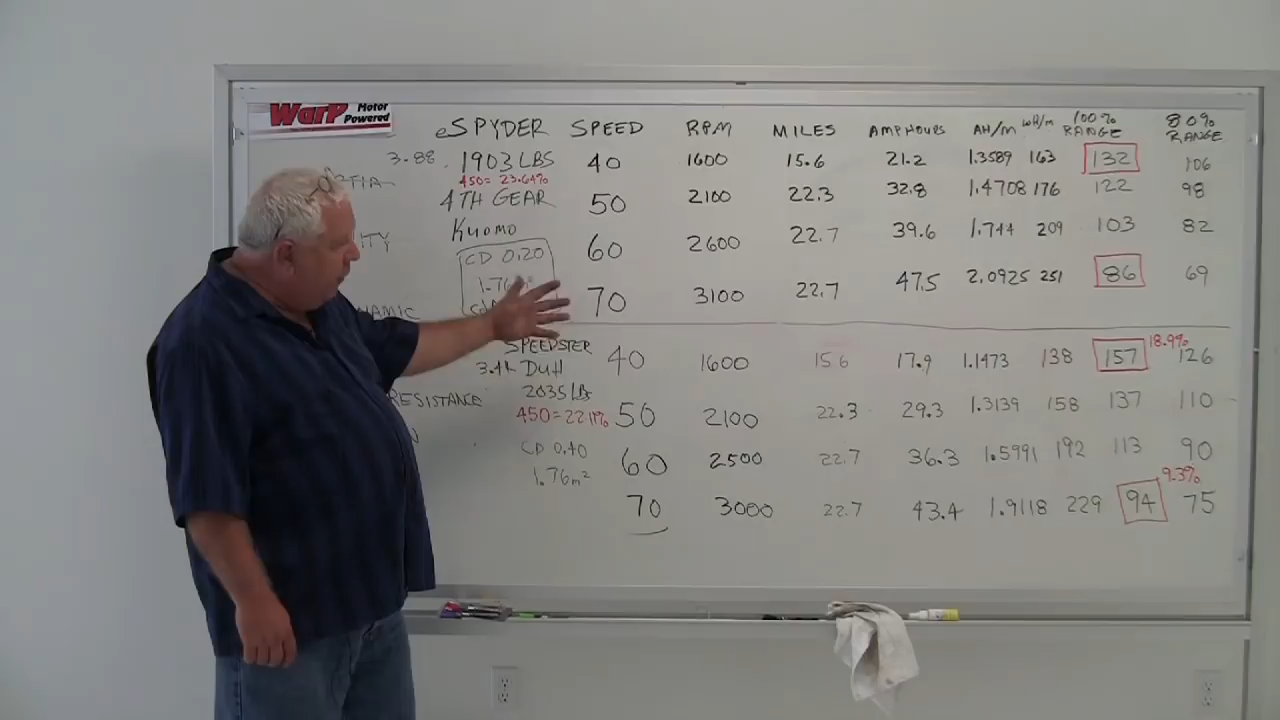 WarP Motor Powered
eSPYDER SPEED RPM MILES AMPHOURS AH/M wH/m 100% RANGE 80% RANGE
3.88 1903 LBS 40 1600 15.6 21.2 1.3589 163 132 106
450= 23.64%
4TH GEAR 50 2100 22.3 32.8 1.4708 176 122 98
KUOMO
60 2600 22.7 39.6 1.744 209 103 82
CD 0.20
70 3100 22.7 47.5 2.0925 251 86 69
SPEEDSTER 40 1600 15.6 17.9 1.1473 138 157 18.9% 126
2035 LBS
RESISTANCE
450= 50 2100 22.3 29.3 1.3139 158 137 110
CD 0.40 60 2500 22.7 36.3 1.5991 192 113 90
1.76m²
9.3%
70 3000 22.7 43.4 1.9118 229 94 75